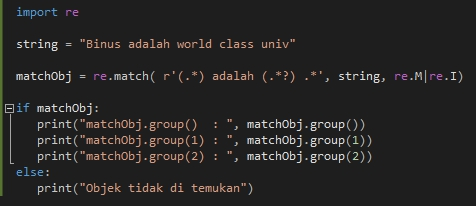 import re
string = "Binus adalah world class univ"
matchObj = re.match( r'(.*) adalah (.*?) .*', string, re.M|re.I)
if matchObj:
    print("matchObj.group()  : ", matchObj.group())
    print("matchObj.group(1) : ", matchObj.group(1))
    print("matchObj.group(2) : ", matchObj.group(2))
else:
    print("Objek tidak di temukan")